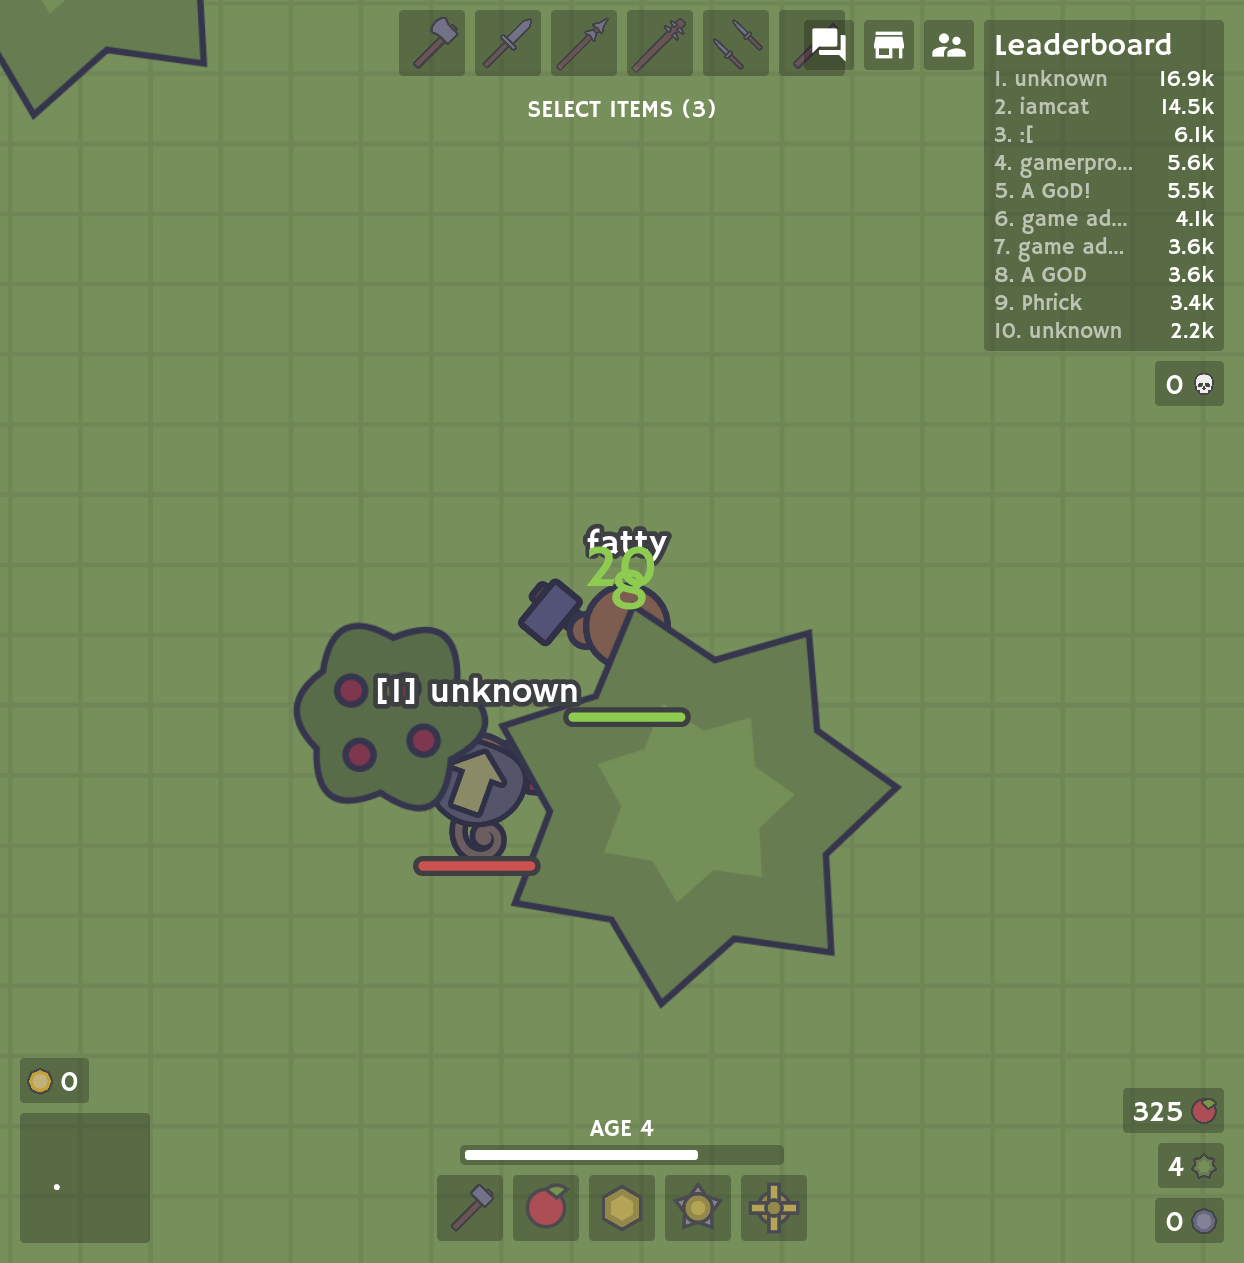 SELECT ITEMS (3)
Leaderboard
1. unknown 16.9k
2. iamcat 14.5k
3. :[ 6.1k
4. gamerpro... 5.6k
5. A GoD! 5.5k
6. game ad... 4.1k
7. game ad... 3.6k
8. A GOD 3.6k
9. Phrick 3.4k
10. unknown 2.2k
0
fatty
20
8
[I] unknown
0
AGE 4
325
4
0